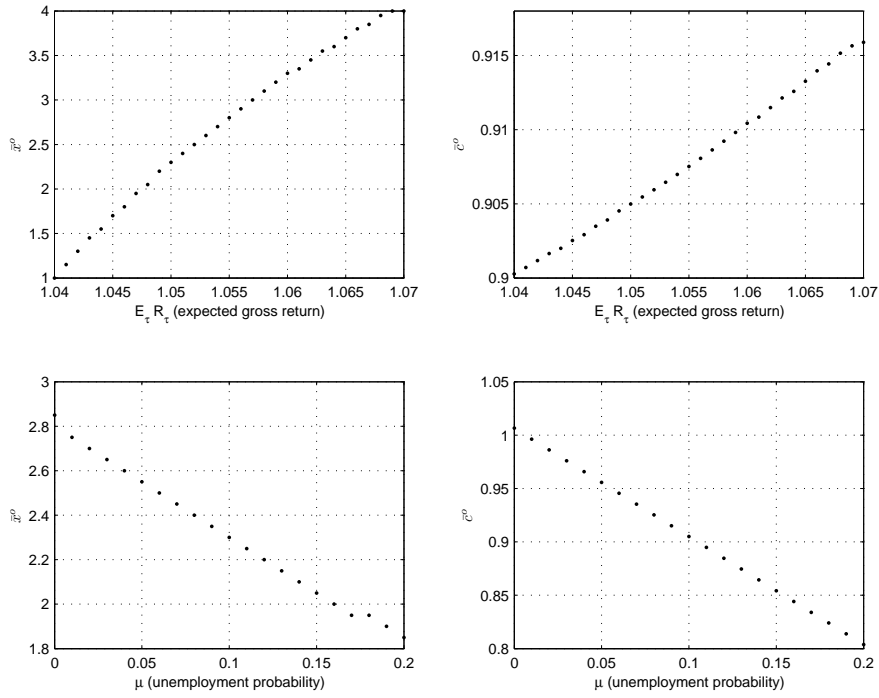 4
3.5
3
2.5
2
1.5
1
x̄ᵒ
1.04 1.045 1.05 1.055 1.06 1.065 1.07
E_τ R_τ (expected gross return)
0.915
0.91
0.905
0.9
c̄ᵒ
1.04 1.045 1.05 1.055 1.06 1.065 1.07
E_τ R_τ (expected gross return)
3
2.8
2.6
2.4
2.2
2
1.8
x̄ᵒ
0 0.05 0.1 0.15 0.2
μ (unemployment probability)
1.05
1
0.95
0.9
0.85
0.8
c̄ᵒ
0 0.05 0.1 0.15 0.2
μ (unemployment probability)